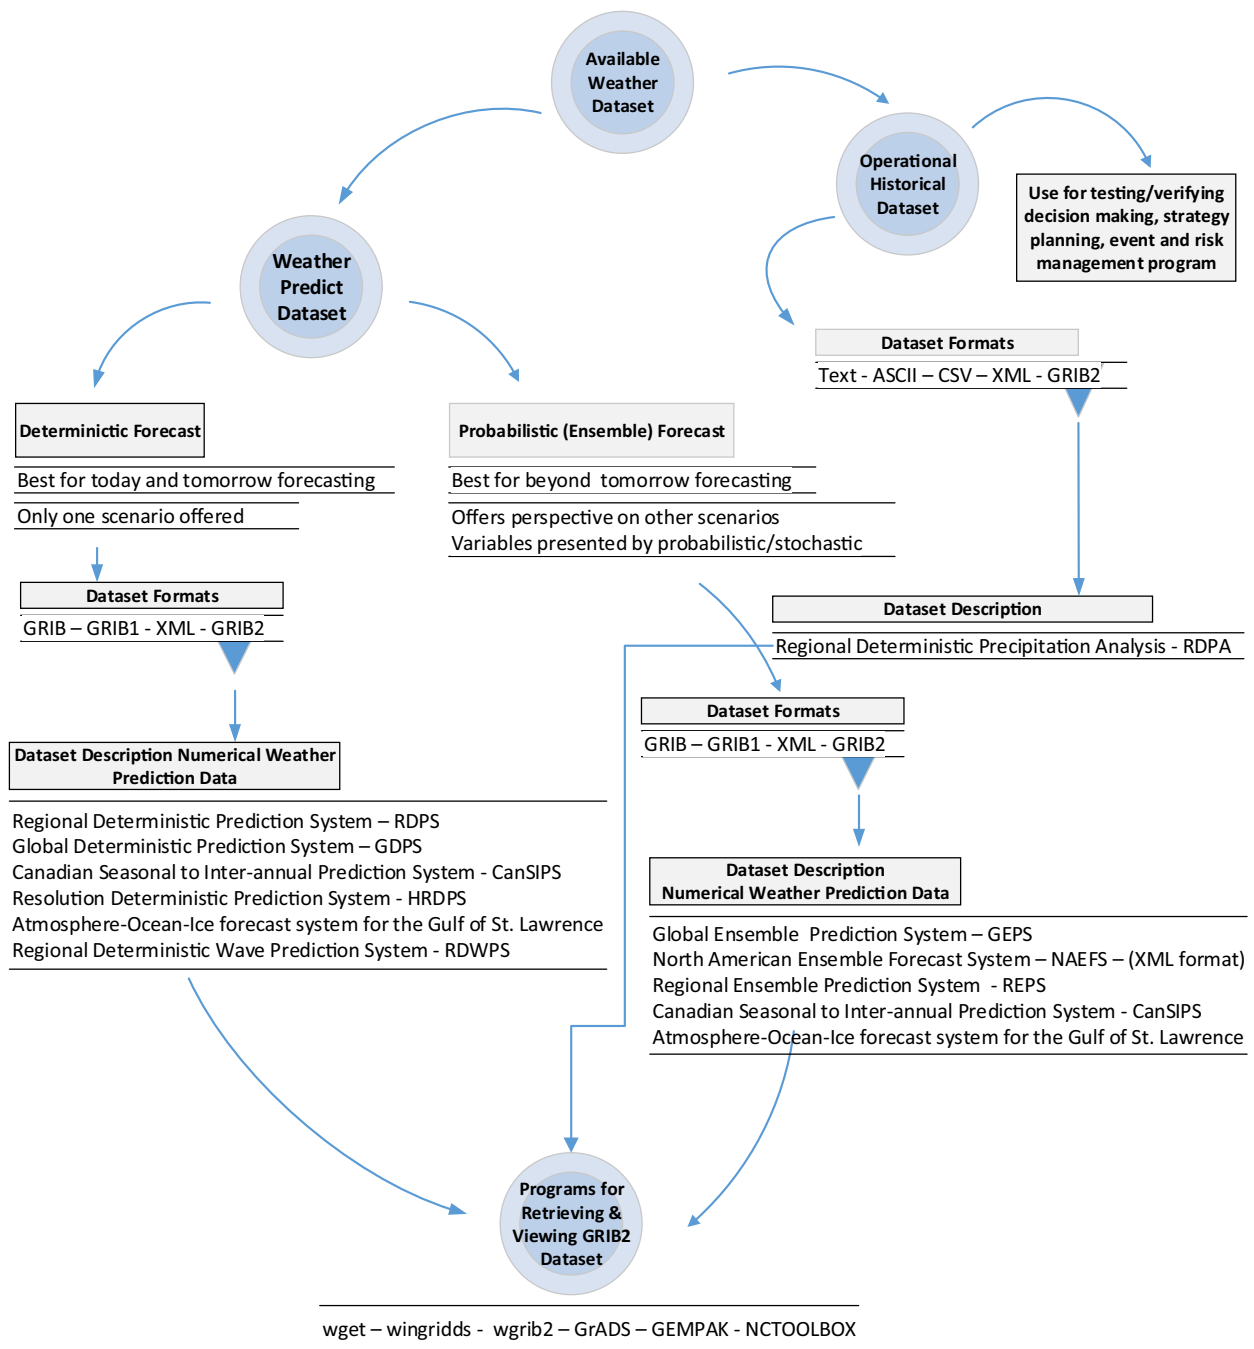 Available
Weather
Dataset
Operational
Historical
Dataset
Use for testing/verifying
decision making, strategy
planning, event and risk
management program
Weather
Predict
Dataset
Dataset Formats
Text - ASCII – CSV – XML - GRIB2
Determinictic Forecast
Best for today and tomorrow forecasting
Only one scenario offered
Probabilistic (Ensemble) Forecast
Best for beyond  tomorrow forecasting
Offers perspective on other scenarios
Variables presented by probabilistic/stochastic
Dataset Formats
GRIB – GRIB1 - XML - GRIB2
Dataset Description
Regional Deterministic Precipitation Analysis - RDPA
Dataset Formats
GRIB – GRIB1 - XML - GRIB2
Dataset Description Numerical Weather
Prediction Data
Regional Deterministic Prediction System – RDPS
Global Deterministic Prediction System – GDPS
Canadian Seasonal to Inter-annual Prediction System - CanSIPS
Resolution Deterministic Prediction System - HRDPS
Atmosphere-Ocean-Ice forecast system for the Gulf of St. Lawrence
Regional Deterministic Wave Prediction System - RDWPS
Dataset Description
Numerical Weather Prediction Data
Global Ensemble  Prediction System – GEPS
North American Ensemble Forecast System – NAEFS – (XML format)
Regional Ensemble Prediction System  - REPS
Canadian Seasonal to Inter-annual Prediction System - CanSIPS
Atmosphere-Ocean-Ice forecast system for the Gulf of St. Lawrence
Programs for
Retrieving &
Viewing GRIB2
Dataset
wget – wingridds -  wgrib2 – GrADS – GEMPAK - NCTOOLBOX